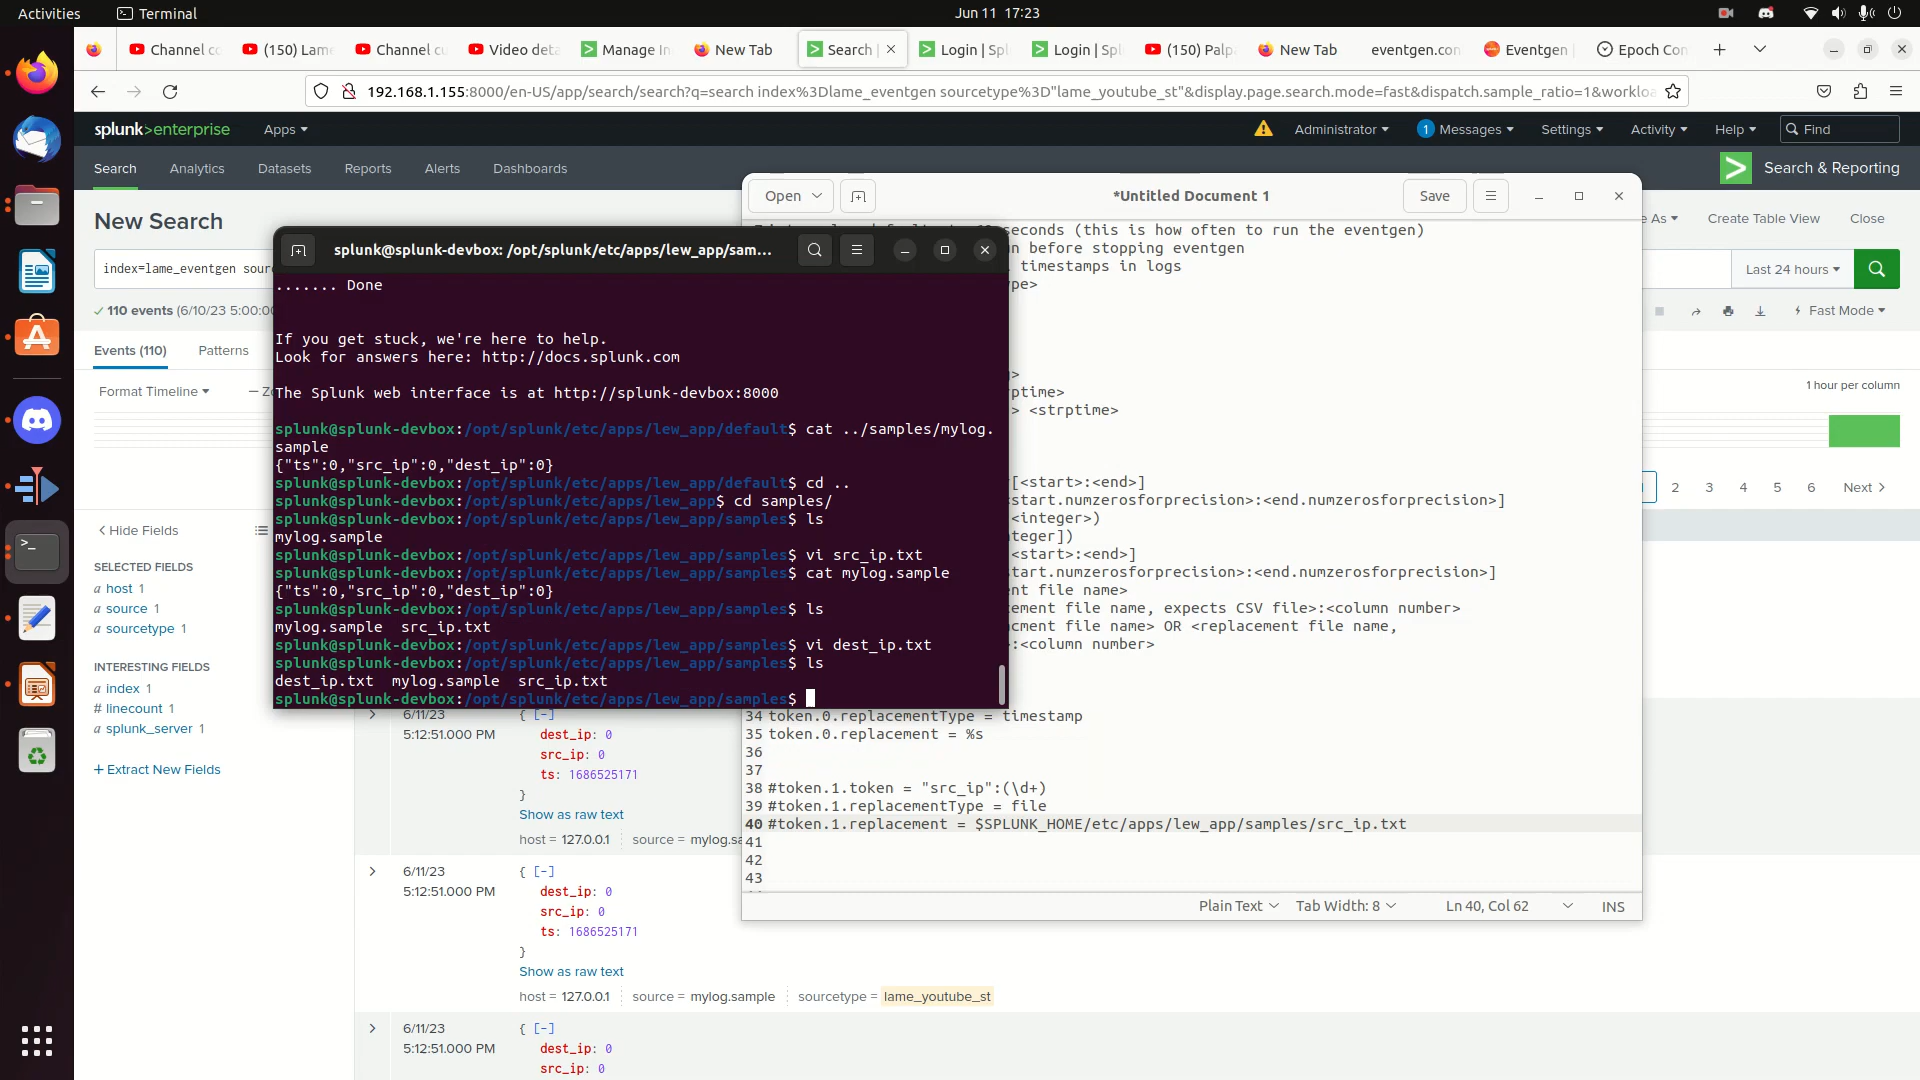 Activities
Terminal
Jun 11 17:23
Channel cu
(150) Lam
Channel cu
Video deta
Manage In
New Tab
Search |
Login | Spl
Login | Spl
(150) Palpa
New Tab
eventgen.con
Eventgen
Epoch Con
192.168.1.155:8000/en-US/app/search/search?q=search index%3Dlame_eventgen sourcetype%3D"lame_youtube_st"&display.page.search.mode=fast&dispatch.sample_ratio=1&workloa
splunk>enterprise
Apps
Administrator
1 Messages
Settings
Activity
Help
Find
Search
Analytics
Datasets
Reports
Alerts
Dashboards
Search & Reporting
New Search
e As
Create Table View
Close
index=lame_eventgen sour
Last 24 hours
110 events (6/10/23 5:00:00
Fast Mode
Events (110)
Patterns
Format Timeline
— Zo
1 hour per column
1 2 3 4 5 6 Next
Hide Fields
SELECTED FIELDS
a host 1
a source 1
a sourcetype 1
INTERESTING FIELDS
a index 1
# linecount 1
a splunk_server 1
+ Extract New Fields
splunk@splunk-devbox: /opt/splunk/etc/apps/lew_app/sam...
....... Done
If you get stuck, we're here to help.
Look for answers here: http://docs.splunk.com
The Splunk web interface is at http://splunk-devbox:8000
splunk@splunk-devbox:/opt/splunk/etc/apps/lew_app/default$ cat ../samples/mylog.
sample
{"ts":0,"src_ip":0,"dest_ip":0}
splunk@splunk-devbox:/opt/splunk/etc/apps/lew_app/default$ cd ..
splunk@splunk-devbox:/opt/splunk/etc/apps/lew_app$ cd samples/
splunk@splunk-devbox:/opt/splunk/etc/apps/lew_app/samples$ ls
mylog.sample
splunk@splunk-devbox:/opt/splunk/etc/apps/lew_app/samples$ vi src_ip.txt
splunk@splunk-devbox:/opt/splunk/etc/apps/lew_app/samples$ cat mylog.sample
{"ts":0,"src_ip":0,"dest_ip":0}
splunk@splunk-devbox:/opt/splunk/etc/apps/lew_app/samples$ ls
mylog.sample  src_ip.txt
splunk@splunk-devbox:/opt/splunk/etc/apps/lew_app/samples$ vi dest_ip.txt
splunk@splunk-devbox:/opt/splunk/etc/apps/lew_app/samples$ ls
dest_ip.txt  mylog.sample  src_ip.txt
splunk@splunk-devbox:/opt/splunk/etc/apps/lew_app/samples$
Open
*Untitled Document 1
Save
seconds (this is how often to run the eventgen)
n before stopping eventgen
timestamps in logs
pe>
>
rptime>
> <strptime>
[<start>:<end>]
start.numzerosforprecision>:<end.numzerosforprecision>]
<integer>)
nteger])
<start>:<end>]
start.numzerosforprecision>:<end.numzerosforprecision>]
ent file name>
ement file name, expects CSV file>:<column number>
acment file name> OR <replacement file name,
:<column number>
34 token.0.replacementType = timestamp
35 token.0.replacement = %s
36
37
38 #token.1.token = "src_ip":(\d+)
39 #token.1.replacementType = file
40 #token.1.replacement = $SPLUNK_HOME/etc/apps/lew_app/samples/src_ip.txt
41
42
43
Plain Text
Tab Width: 8
Ln 40, Col 62
INS
6/11/23
5:12:51.000 PM
{ [-]
dest_ip: 0
src_ip: 0
ts: 1686525171
}
Show as raw text
host = 127.0.0.1
source = mylog.sa
6/11/23
5:12:51.000 PM
{ [-]
dest_ip: 0
src_ip: 0
ts: 1686525171
}
Show as raw text
host = 127.0.0.1
source = mylog.sample
sourcetype = lame_youtube_st
6/11/23
5:12:51.000 PM
{ [-]
dest_ip: 0
src_ip: 0